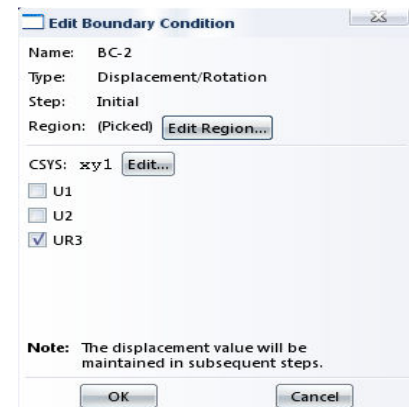 Edit Boundary Condition
Name: BC-2
Type: Displacement/Rotation
Step: Initial
Region: (Picked) Edit Region...
CSYS: xy1 Edit...
U1
U2
UR3
Note: The displacement value will be
maintained in subsequent steps.
OK Cancel